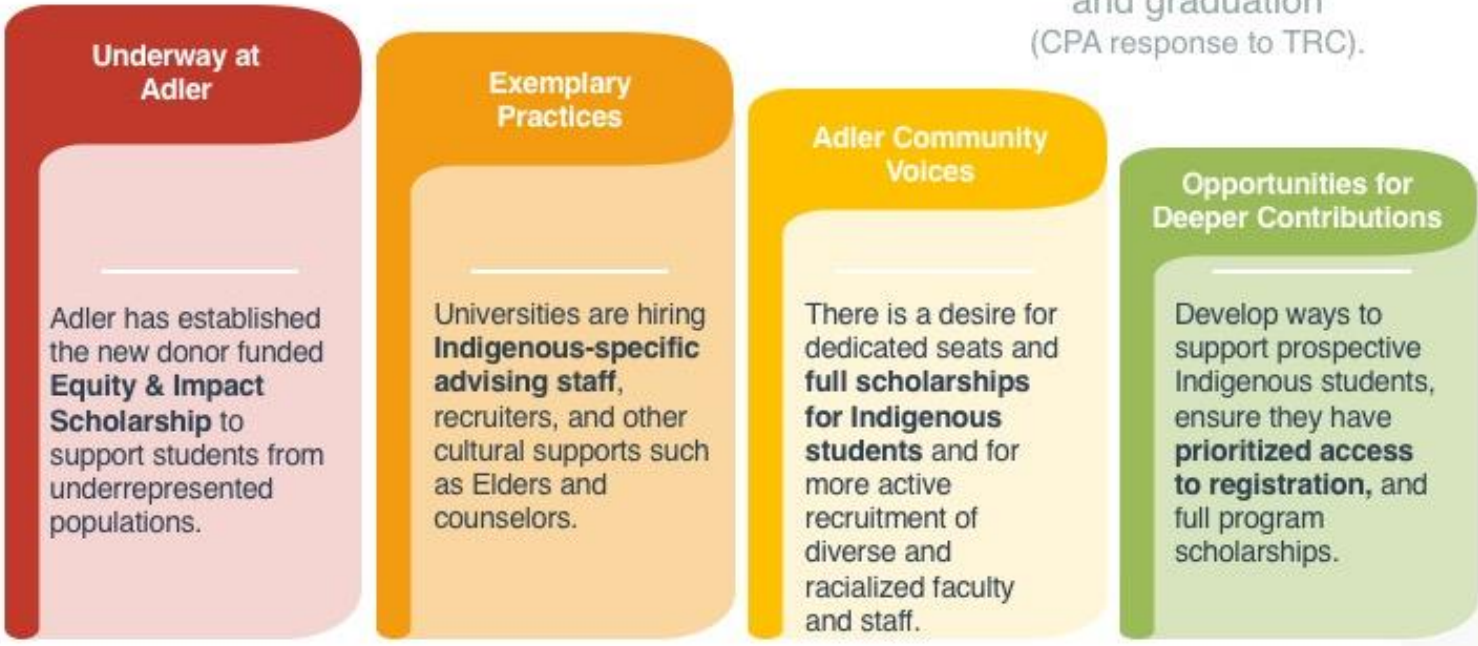 and graduation
(CPA response to TRC).
Underway at
Adler
Adler has established
the new donor funded
Equity & Impact
Scholarship to
support students from
underrepresented
populations.
Exemplary
Practices
Universities are hiring
Indigenous-specific
advising staff,
recruiters, and other
cultural supports such
as Elders and
counselors.
Adler Community
Voices
There is a desire for
dedicated seats and
full scholarships
for Indigenous
students and for
more active
recruitment of
diverse and
racialized faculty
and staff.
Opportunities for
Deeper Contributions
Develop ways to
support prospective
Indigenous students,
ensure they have
prioritized access
to registration, and
full program
scholarships.